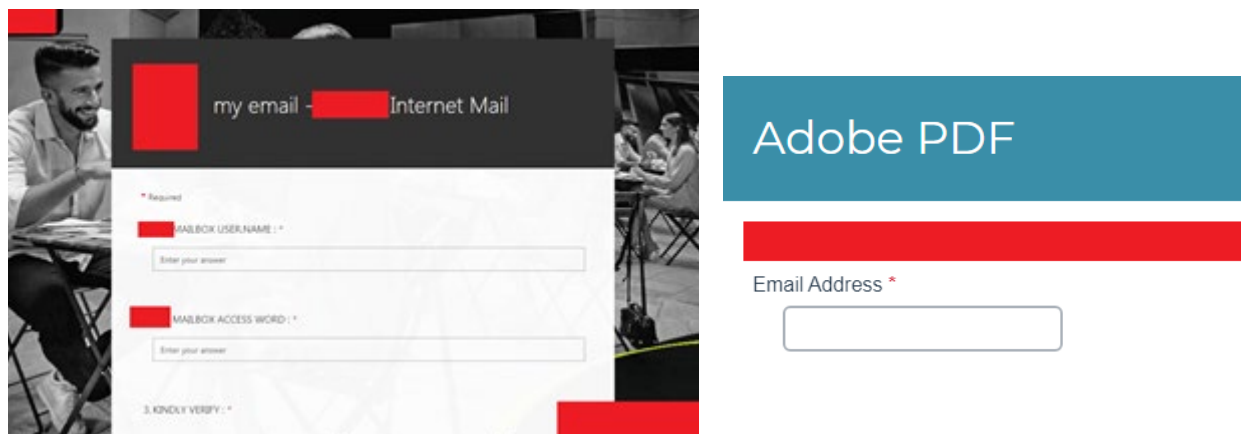 my email - Internet Mail
* Required
MAILBOX USER.NAME : *
Enter your answer
MAILBOX ACCESS WORD : *
Enter your answer
3. KINDLY VERIFY : *
Adobe PDF
Email Address *